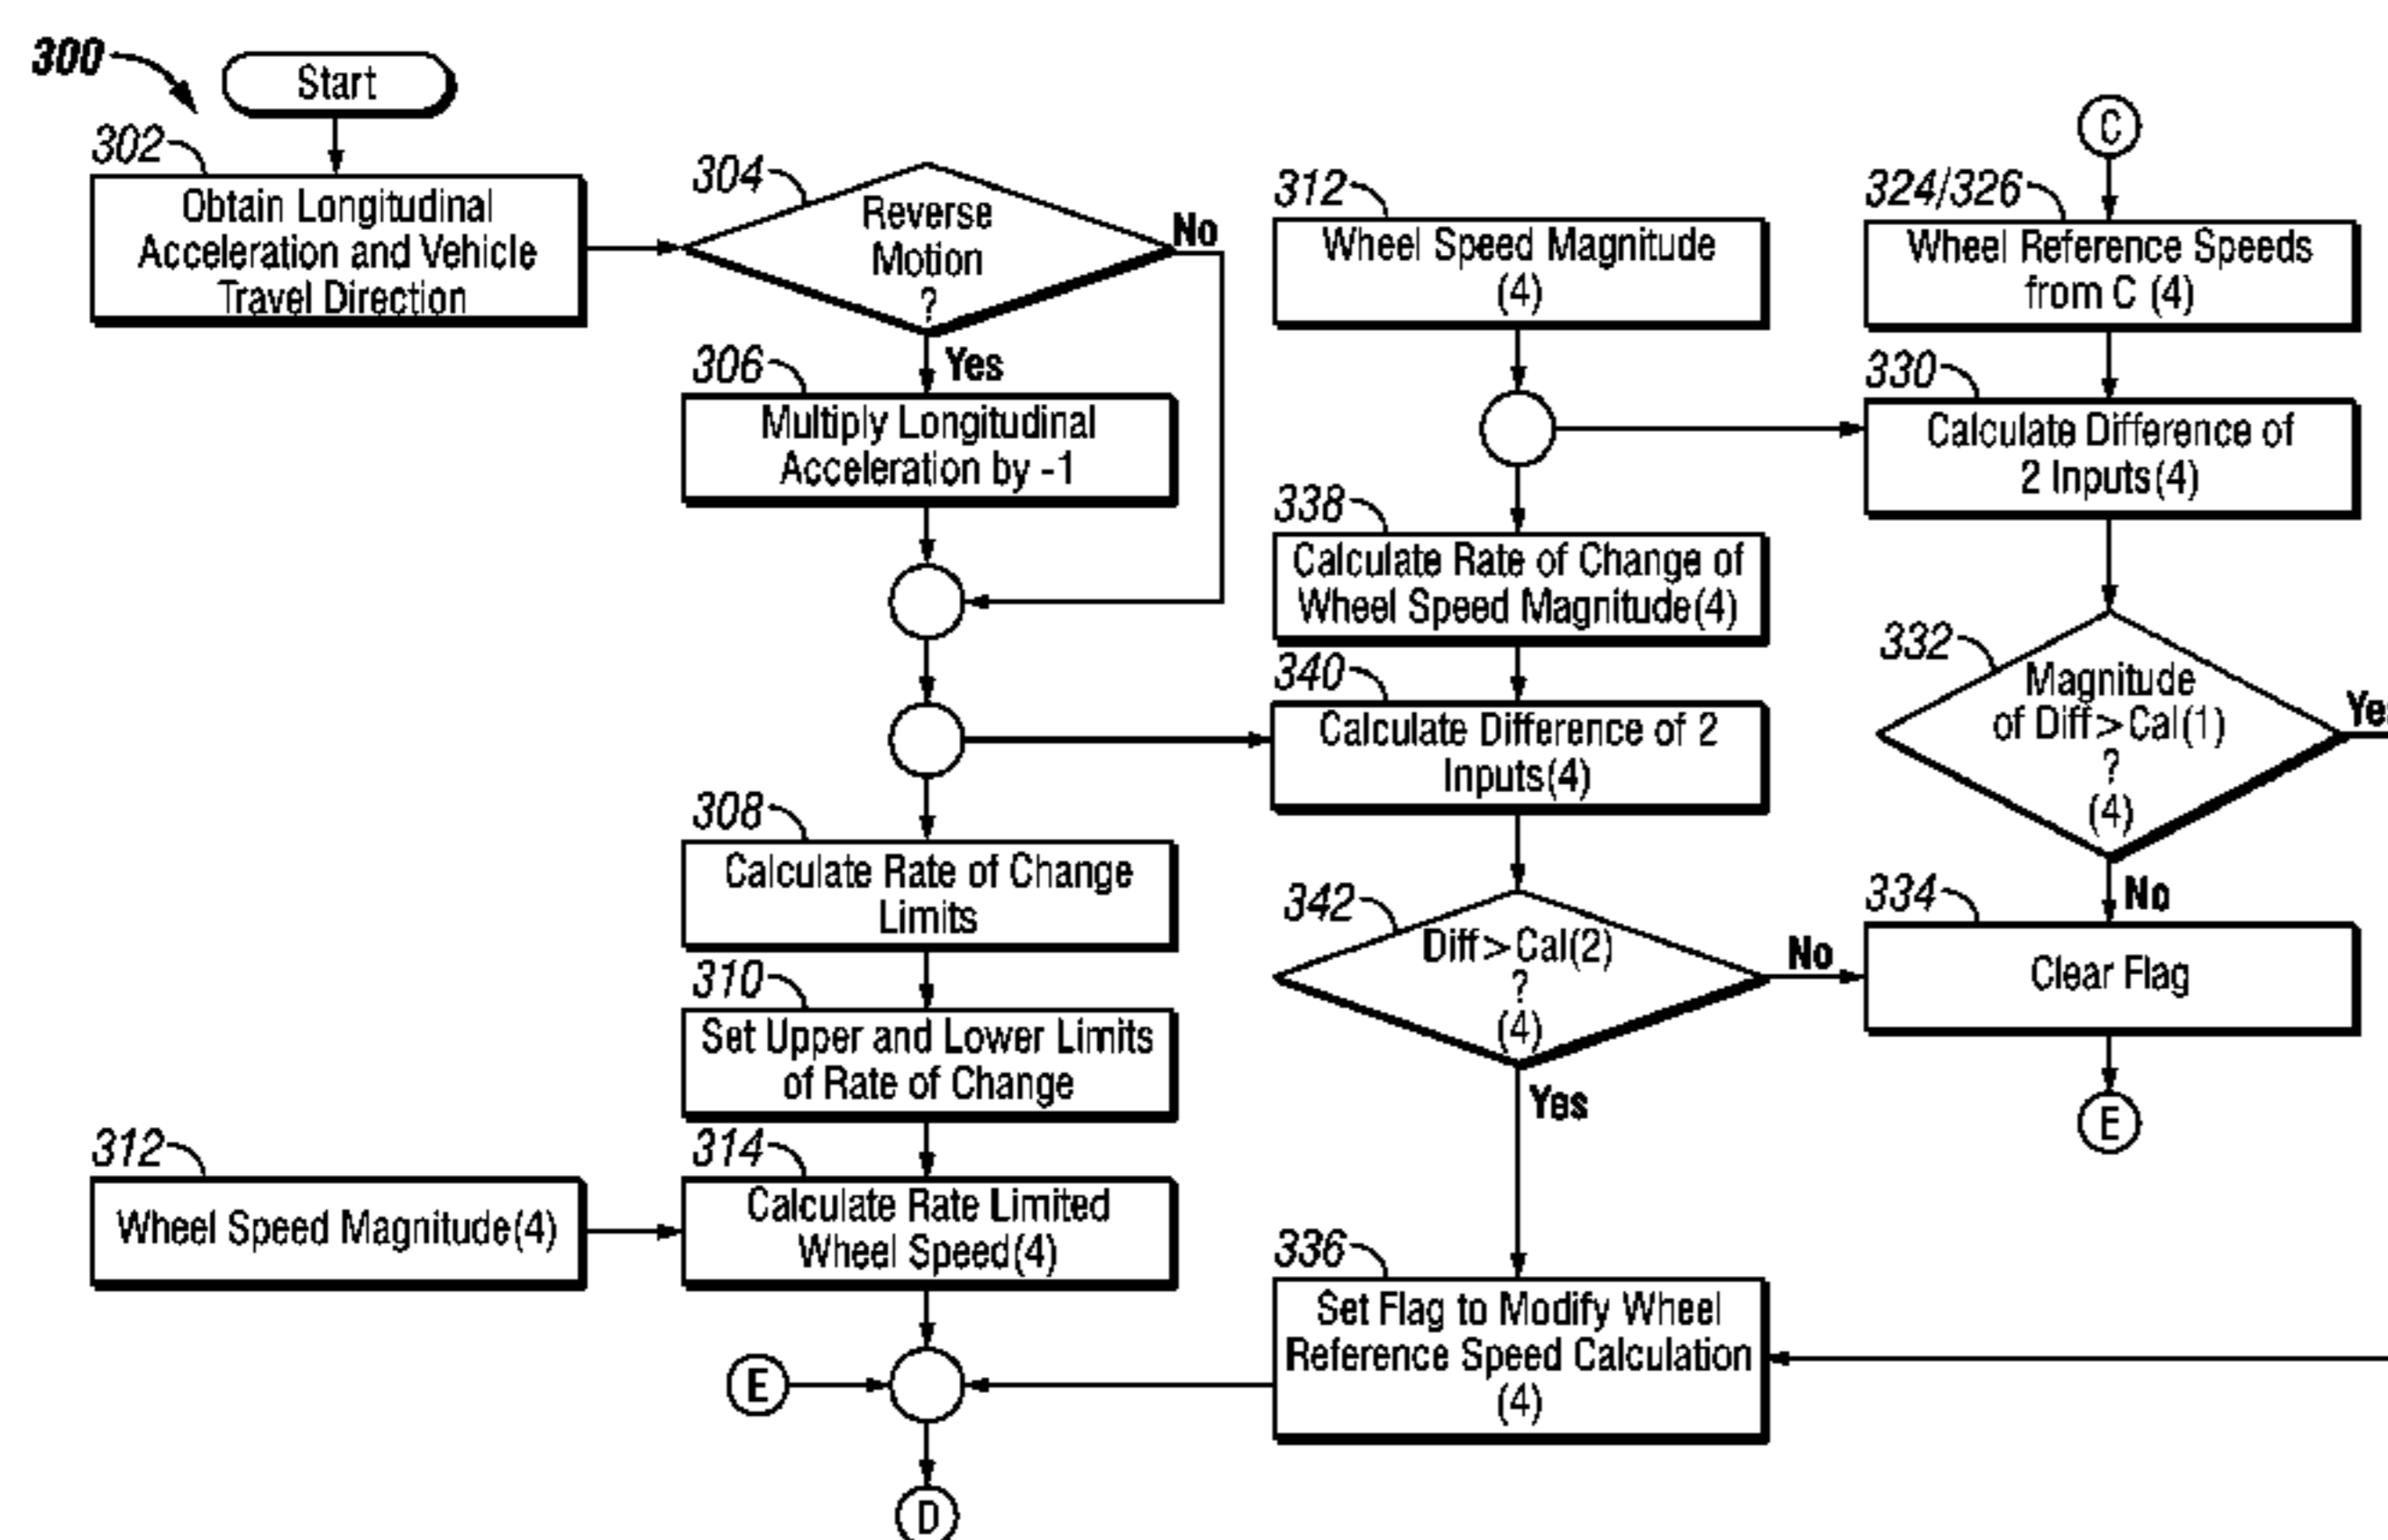 300
Start
302
Obtain Longitudinal
Acceleration and Vehicle
Travel Direction
304
Reverse
Motion
?
No
Yes
306
Multiply Longitudinal
Acceleration by -1
308
Calculate Rate of Change
Limits
310
Set Upper and Lower Limits
of Rate of Change
312
Wheel Speed Magnitude(4)
314
Calculate Rate Limited
Wheel Speed(4)
E
D
312
Wheel Speed Magnitude
(4)
338
Calculate Rate of Change of
Wheel Speed Magnitude(4)
340
Calculate Difference of 2
Inputs(4)
342
Diff>Cal(2)
?
(4)
No
Yes
336
Set Flag to Modify Wheel
Reference Speed Calculation
(4)
C
324/326
Wheel Reference Speeds
from C (4)
330
Calculate Difference of
2 Inputs(4)
332
Magnitude
of Diff>Cal(1)
?
(4)
No
334
Clear Flag
E